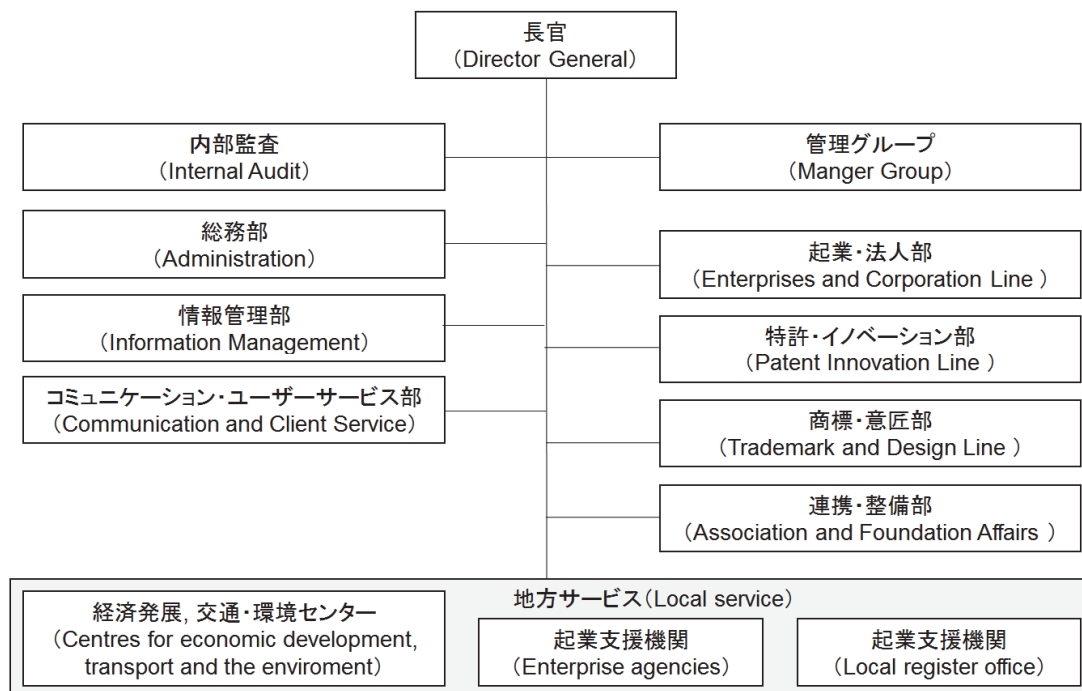 長官
(Director General)
内部監査
(Internal Audit)
管理グループ
(Manger Group)
総務部
(Administration)
起業・法人部
(Enterprises and Corporation Line )
情報管理部
(Information Management)
特許・イノベーション部
(Patent Innovation Line )
コミュニケーション・ユーザーサービス部
(Communication and Client Service)
商標・意匠部
(Trademark and Design Line )
連携・整備部
(Association and Foundation Affairs )
地方サービス(Local service)
経済発展, 交通・環境センター
(Centres for economic development,
transport and the enviroment)
起業支援機関
(Enterprise agencies)
起業支援機関
(Local register office)